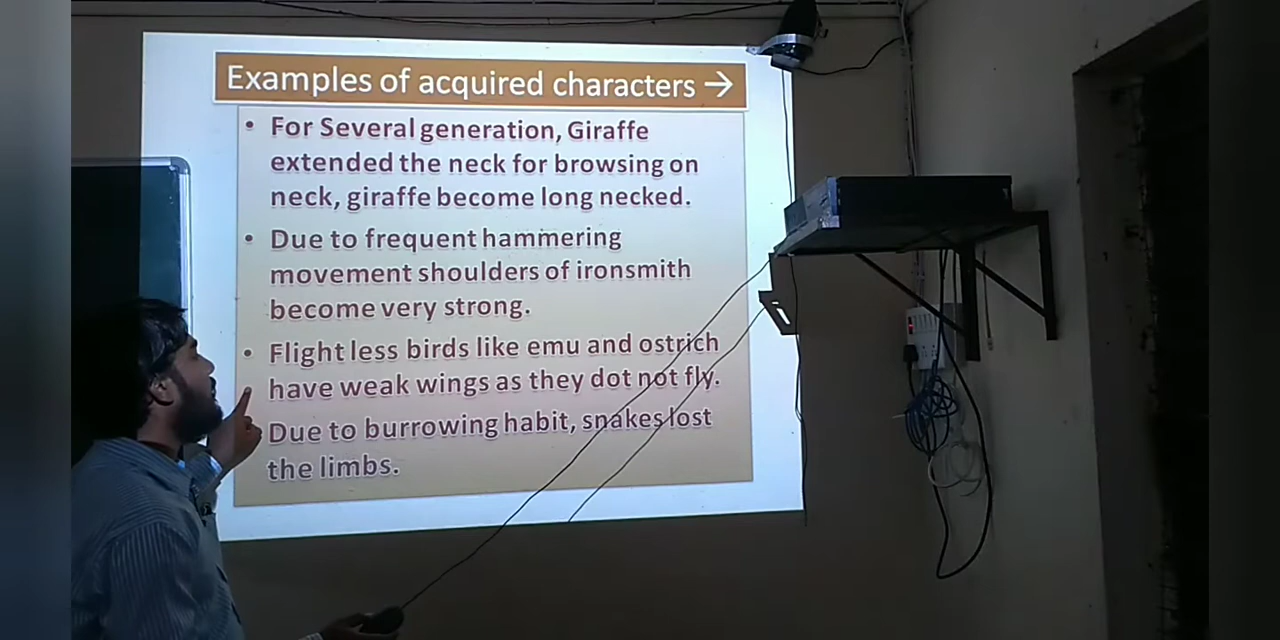 Examples of acquired characters →
• For Several generation, Giraffe
extended the neck for browsing on
neck, giraffe become long necked.
• Due to frequent hammering
movement shoulders of ironsmith
become very strong.
• Flight less birds like emu and ostrich
have weak wings as they dot not fly.
Due to burrowing habit, snakes lost
the limbs.